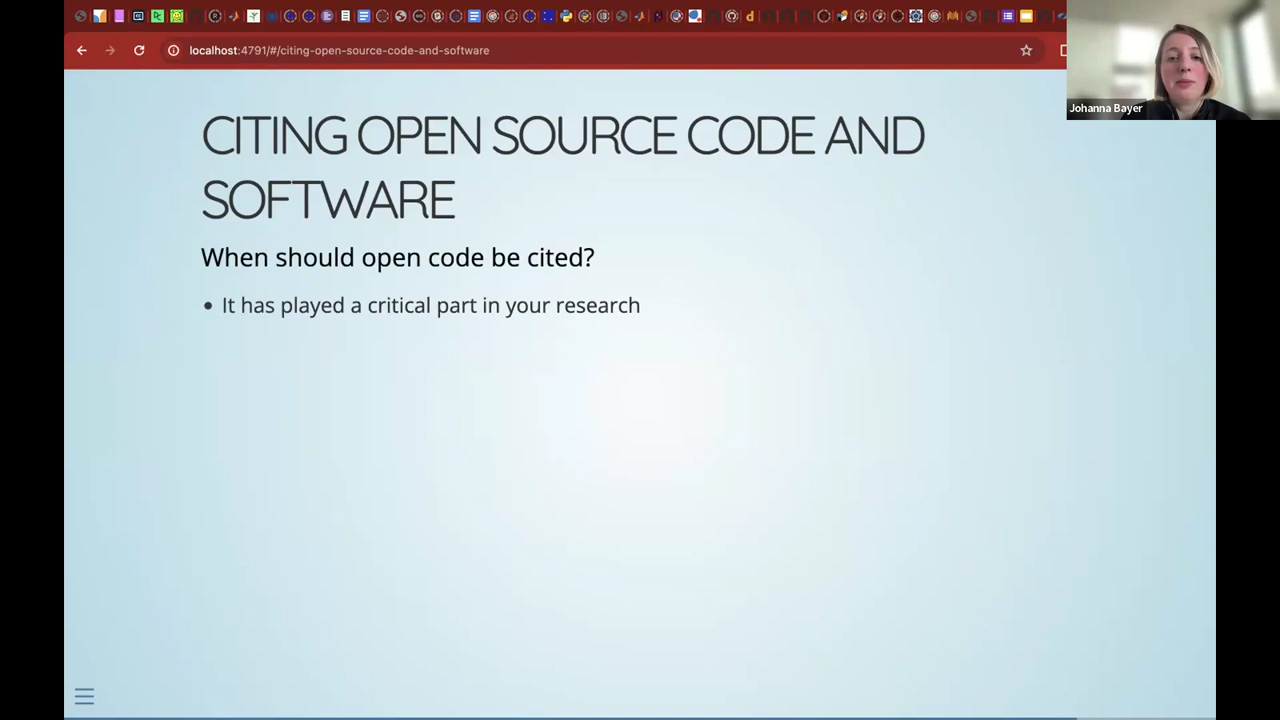 localhost:4791/#/citing-open-source-code-and-software
Johanna Bayer
CITING OPEN SOURCE CODE AND
SOFTWARE
When should open code be cited?
• It has played a critical part in your research